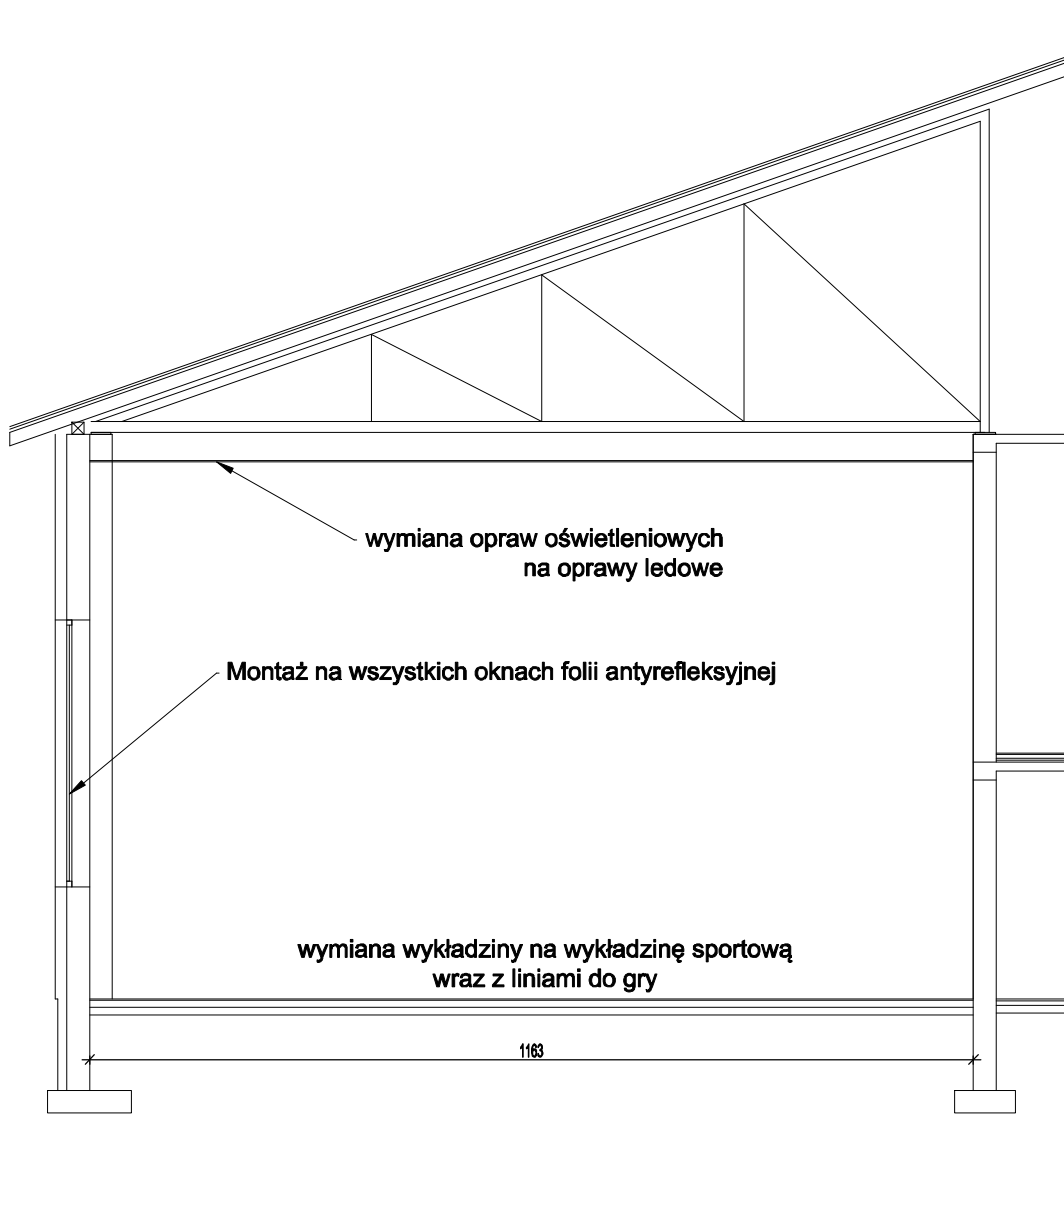 wymiana opraw oświetleniowych
na oprawy ledowe
Montaż na wszystkich oknach folii antyrefleksyjnej
wymiana wykładziny na wykładzinę sportową
wraz z liniami do gry
1163